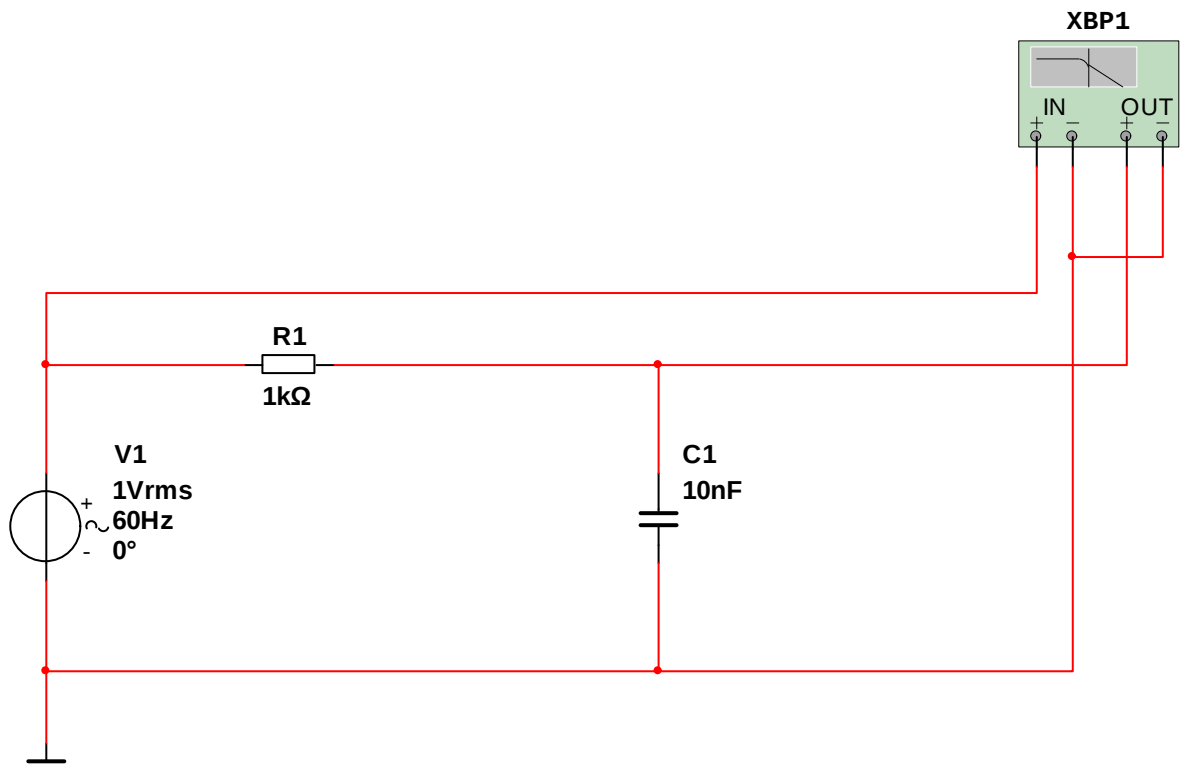 XBP1
IN OUT
+ − + −
R1
1kΩ
V1
1Vrms
60Hz
0°
+
-
C1
10nF